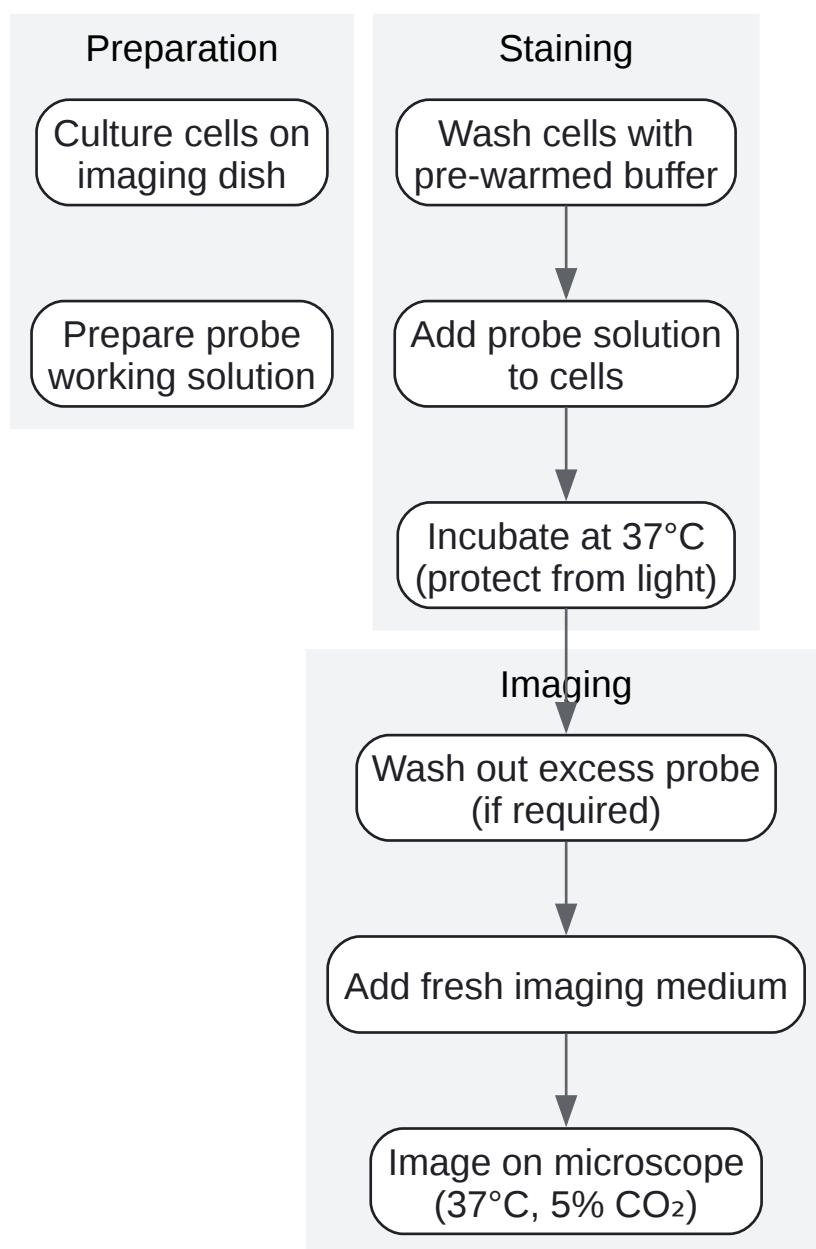 Preparation
Culture cells on
imaging dish
Prepare probe
working solution
Staining
Wash cells with
pre-warmed buffer
Add probe solution
to cells
Incubate at 37°C
(protect from light)
Imaging
Wash out excess probe
(if required)
Add fresh imaging medium
Image on microscope
(37°C, 5% CO₂)